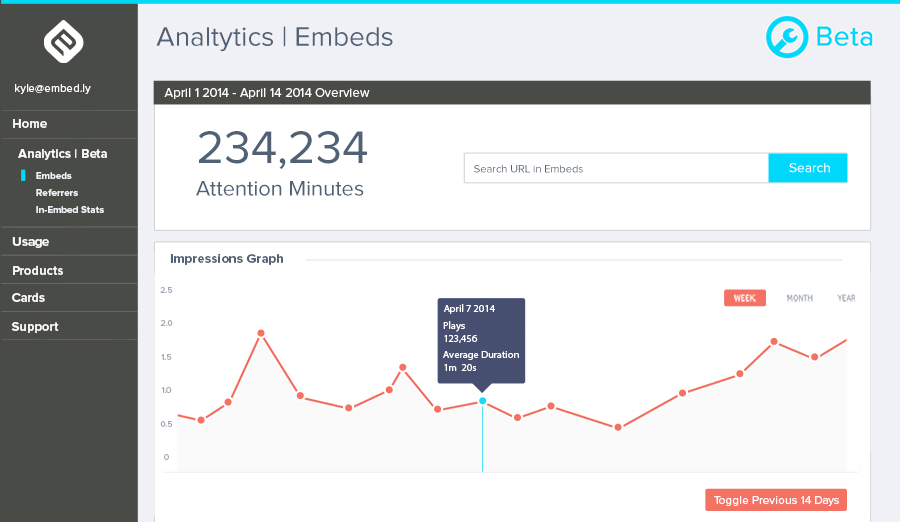 kyle@embed.ly
Home
Analytics | Beta
Embeds
Referrers
In-Embed Stats
Usage
Products
Cards
Support
Analtytics | Embeds
Beta
April 1 2014 - April 14 2014 Overview
234,234
Attention Minutes
Search URL in Embeds
Search
Impressions Graph
WEEK MONTH YEAR
2.5
2.0
1.5
1.0
0.5
0
April 7 2014
Plays
123,456
Average Duration
1m 20s
Toggle Previous 14 Days